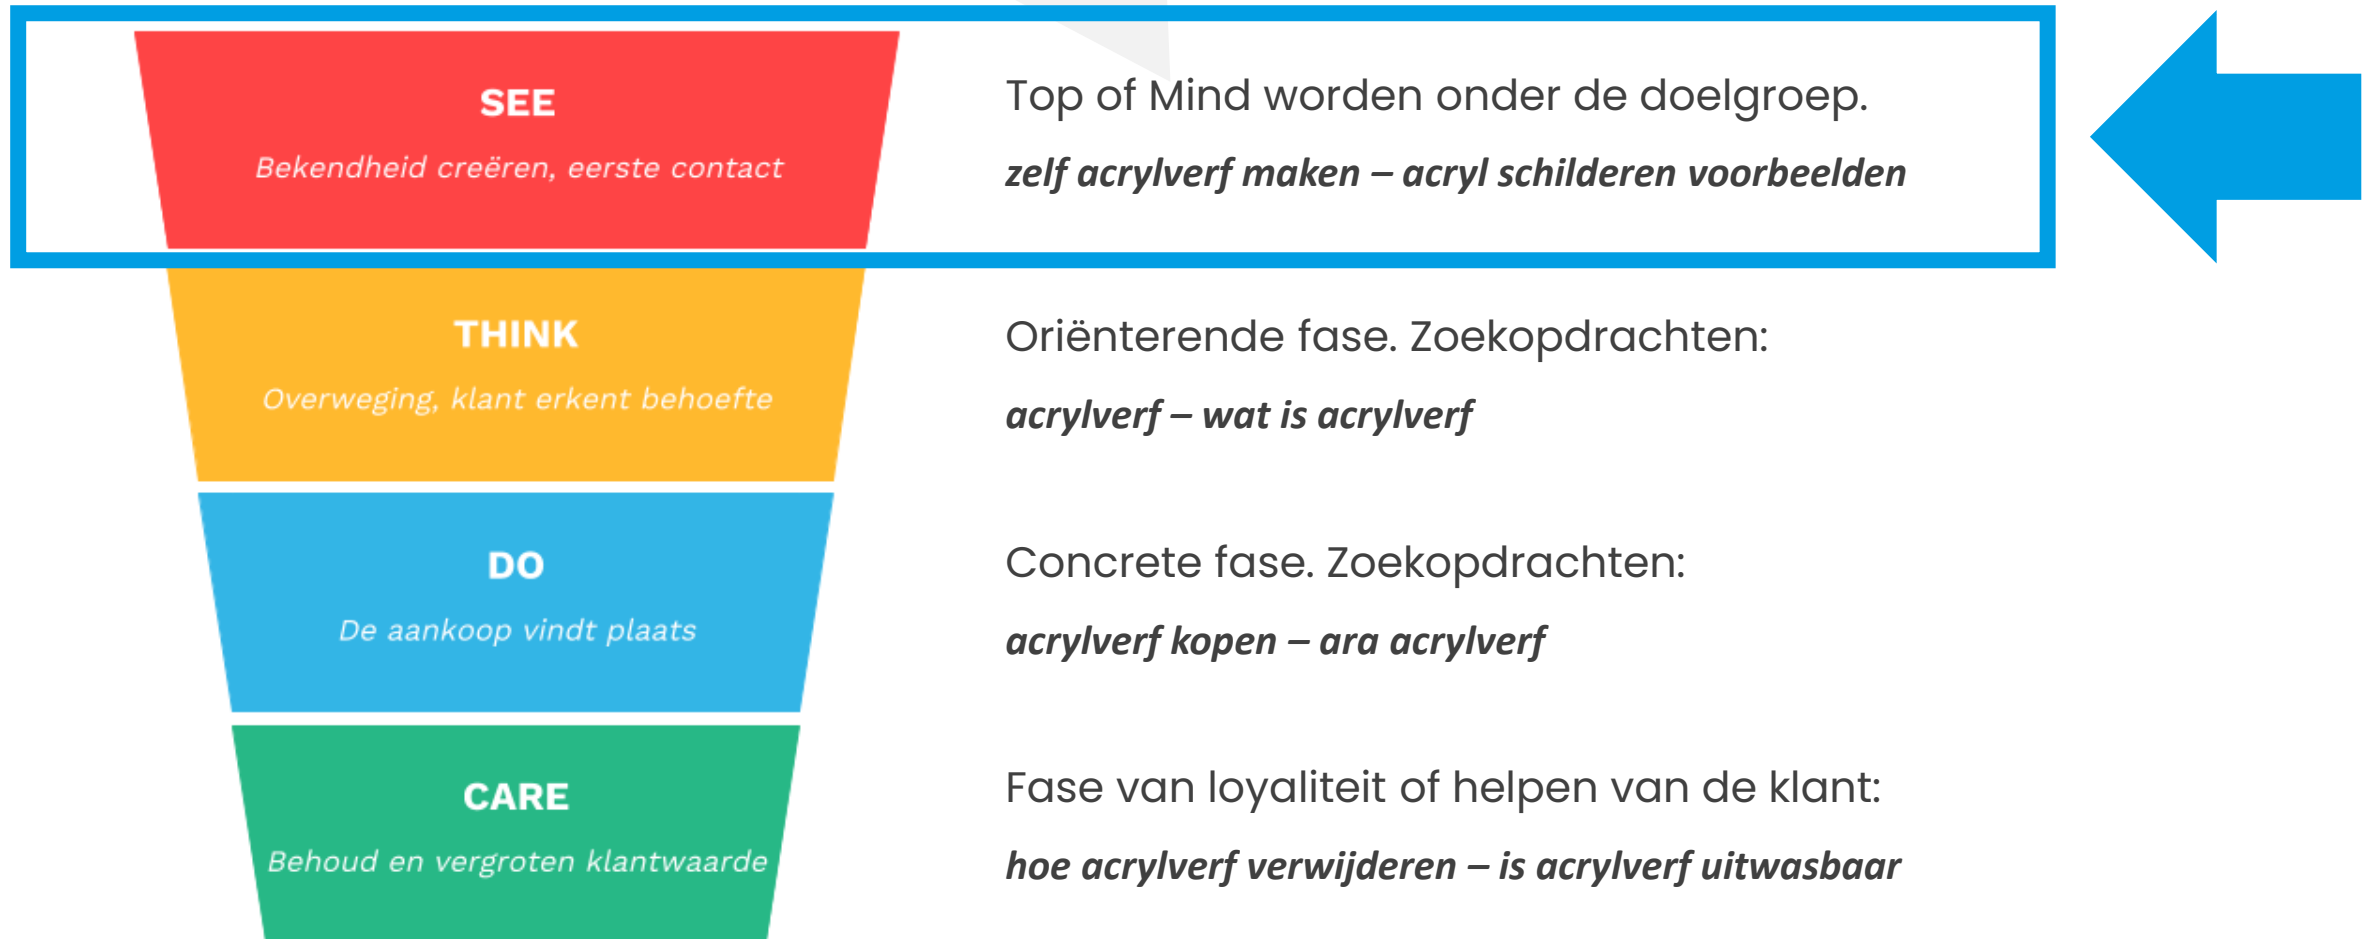 SEE
Bekendheid creëren, eerste contact
Top of Mind worden onder de doelgroep.
zelf acrylverf maken – acryl schilderen voorbeelden
THINK
Overweging, klant erkent behoefte
Oriënterende fase. Zoekopdrachten:
acrylverf – wat is acrylverf
DO
De aankoop vindt plaats
Concrete fase. Zoekopdrachten:
acrylverf kopen – ara acrylverf
CARE
Behoud en vergroten klantwaarde
Fase van loyaliteit of helpen van de klant:
hoe acrylverf verwijderen – is acrylverf uitwasbaar